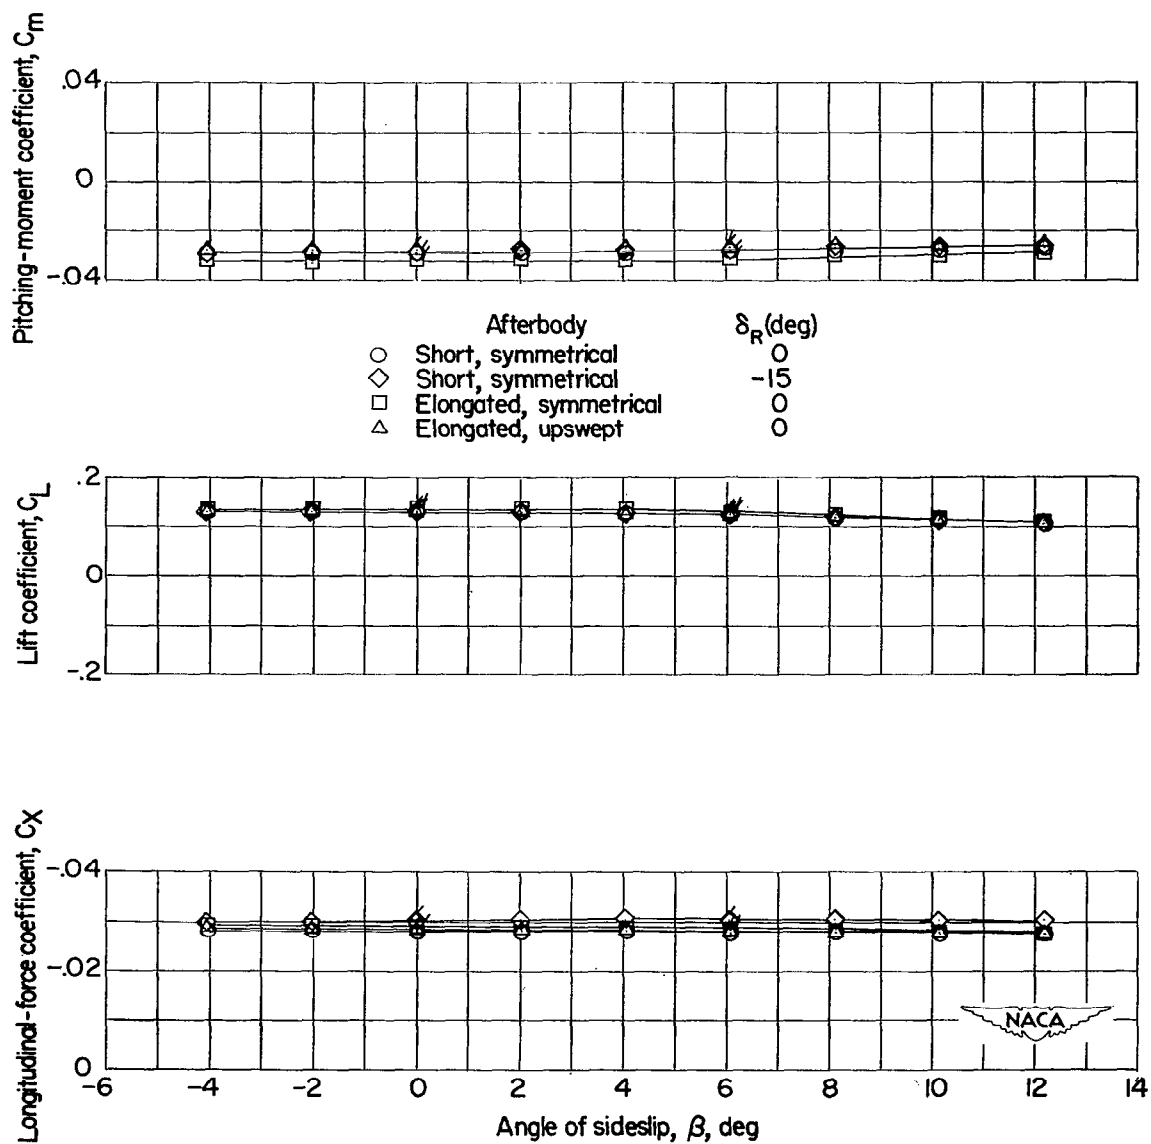 Pitching-moment coefficient, Cm
.04
0
-.04
Afterbody δR(deg)
Short, symmetrical 0
Short, symmetrical -15
Elongated, symmetrical 0
Elongated, upswept 0
Lift coefficient, CL
.2
0
-.2
Longitudinal-force coefficient, CX
-.04
-.02
0
NACA
-6 -4 -2 0 2 4 6 8 10 12 14
Angle of sideslip, β, deg